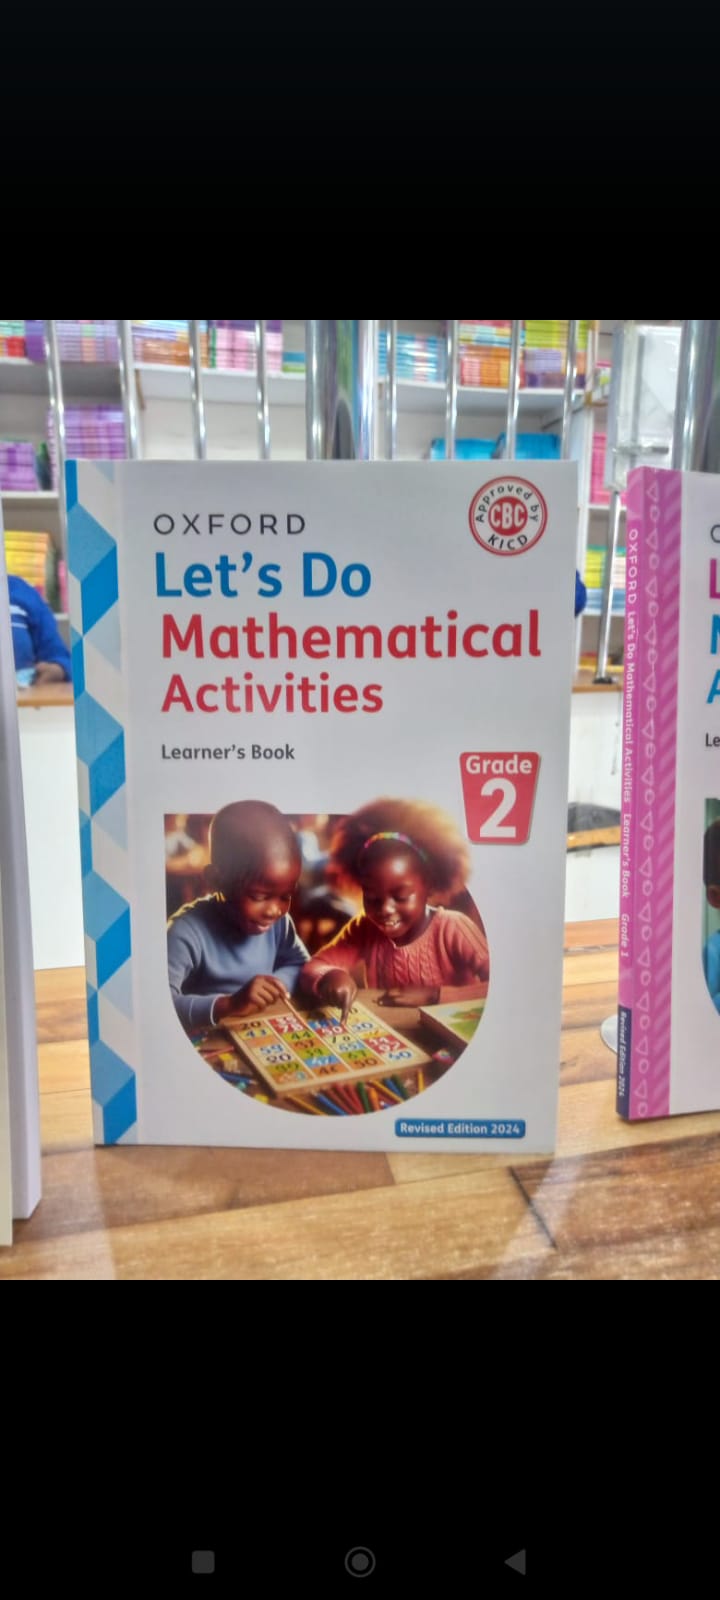 OXFORD
Let's Do
Mathematical
Activities
Learner's Book
Approved by
CBC
KICD
Grade
2
Revised Edition 2024
OXFORD Let's Do Mathematical Activities Learner's Book Grade 1
Revised Edition 2024